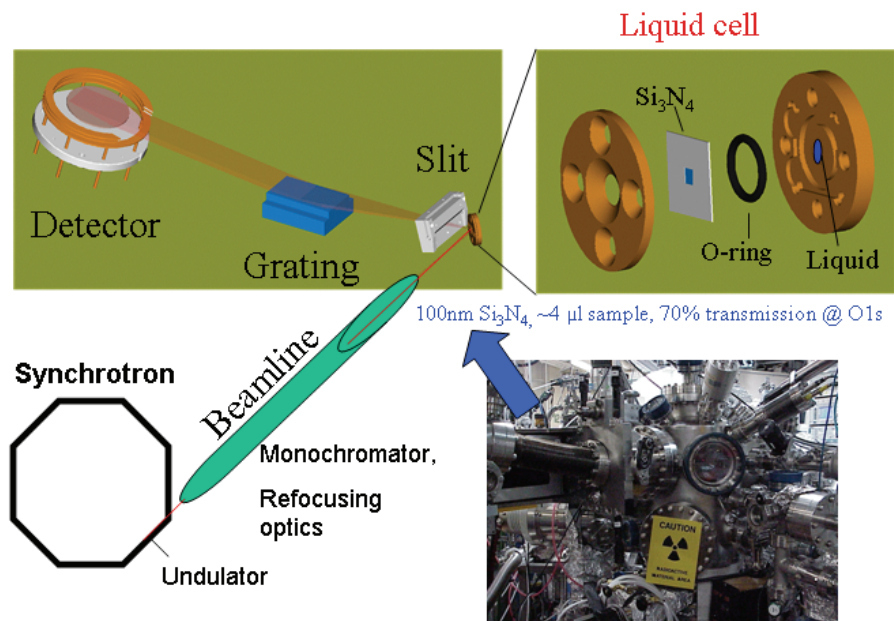 Liquid cell
Si₃N₄
Slit
Detector
Grating
O-ring
Liquid
100nm Si₃N₄, ~4 µl sample, 70% transmission @ O1s
Beamline
Synchrotron
Monochromator,
Refocusing
optics
Undulator
CAUTION
RADIOACTIVE
MATERIAL AREA